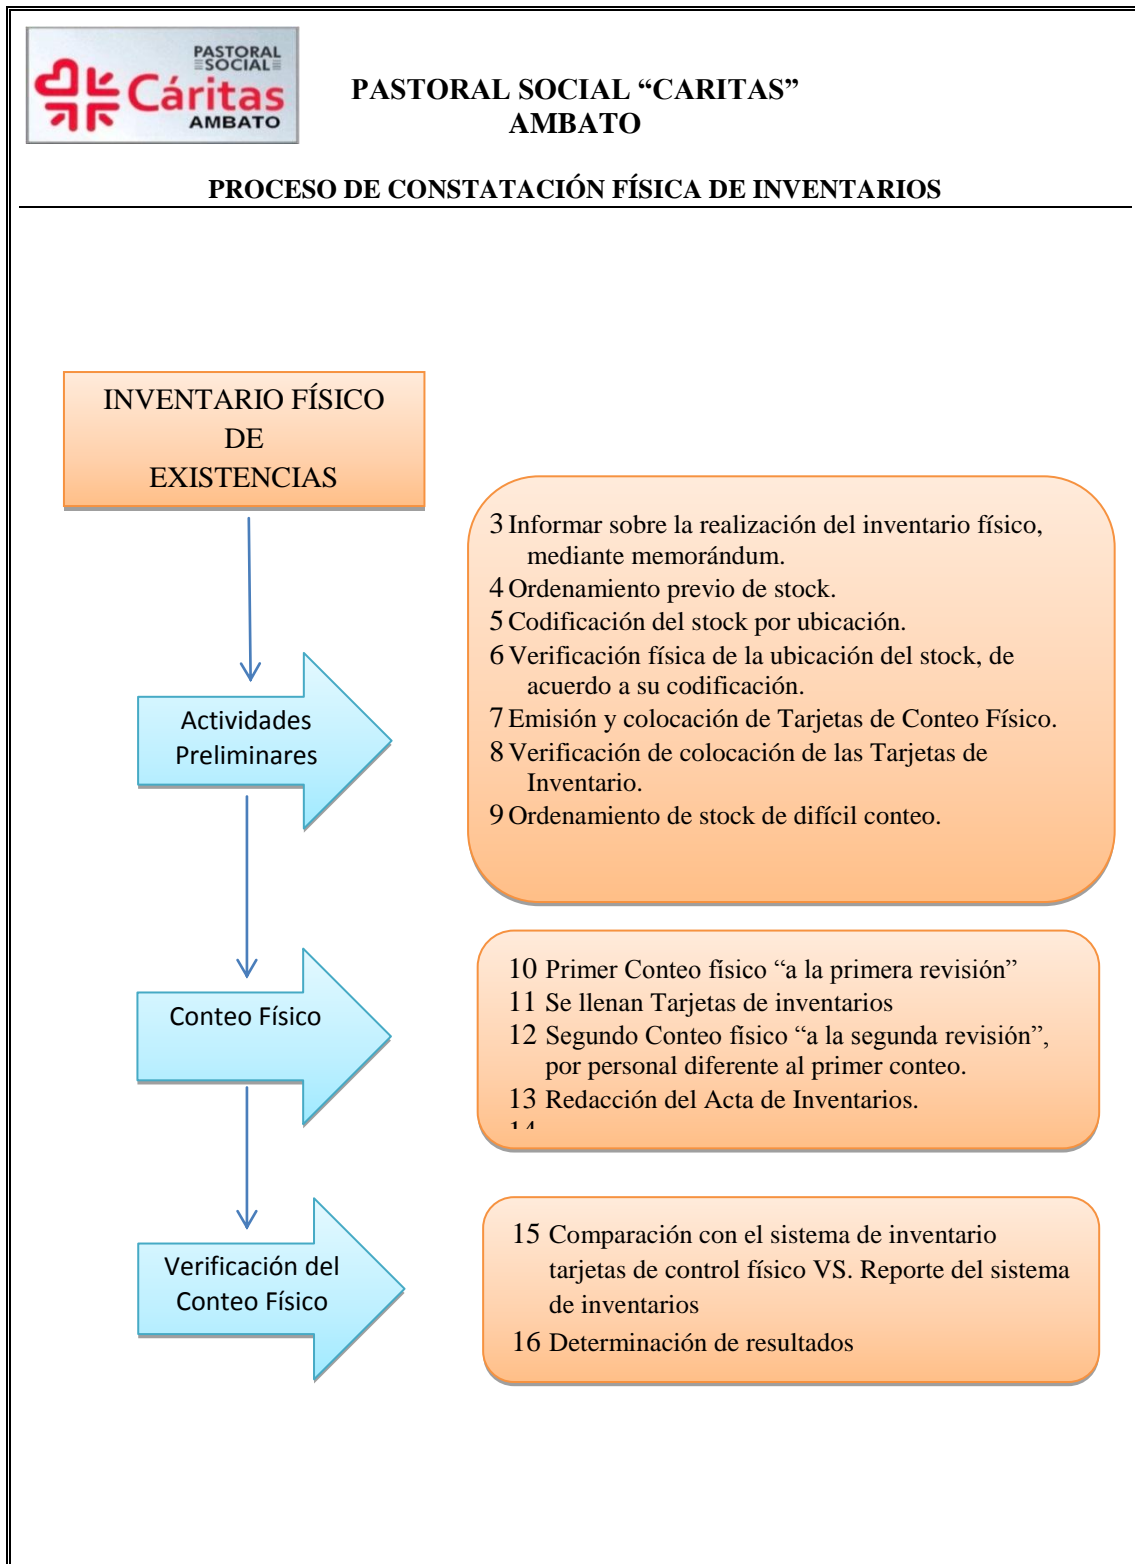 PASTORAL
SOCIAL
Cáritas
AMBATO
PASTORAL SOCIAL “CARITAS”
AMBATO
PROCESO DE CONSTATACIÓN FÍSICA DE INVENTARIOS
INVENTARIO FÍSICO
DE
EXISTENCIAS
3 Informar sobre la realización del inventario físico,
mediante memorándum.
4 Ordenamiento previo de stock.
5 Codificación del stock por ubicación.
6 Verificación física de la ubicación del stock, de
acuerdo a su codificación.
7 Emisión y colocación de Tarjetas de Conteo Físico.
8 Verificación de colocación de las Tarjetas de
Inventario.
9 Ordenamiento de stock de difícil conteo.
Actividades
Preliminares
10 Primer Conteo físico “a la primera revisión”
11 Se llenan Tarjetas de inventarios
12 Segundo Conteo físico “a la segunda revisión”,
por personal diferente al primer conteo.
13 Redacción del Acta de Inventarios.
14
Conteo Físico
15 Comparación con el sistema de inventario
tarjetas de control físico VS. Reporte del sistema
de inventarios
16 Determinación de resultados
Verificación del
Conteo Físico